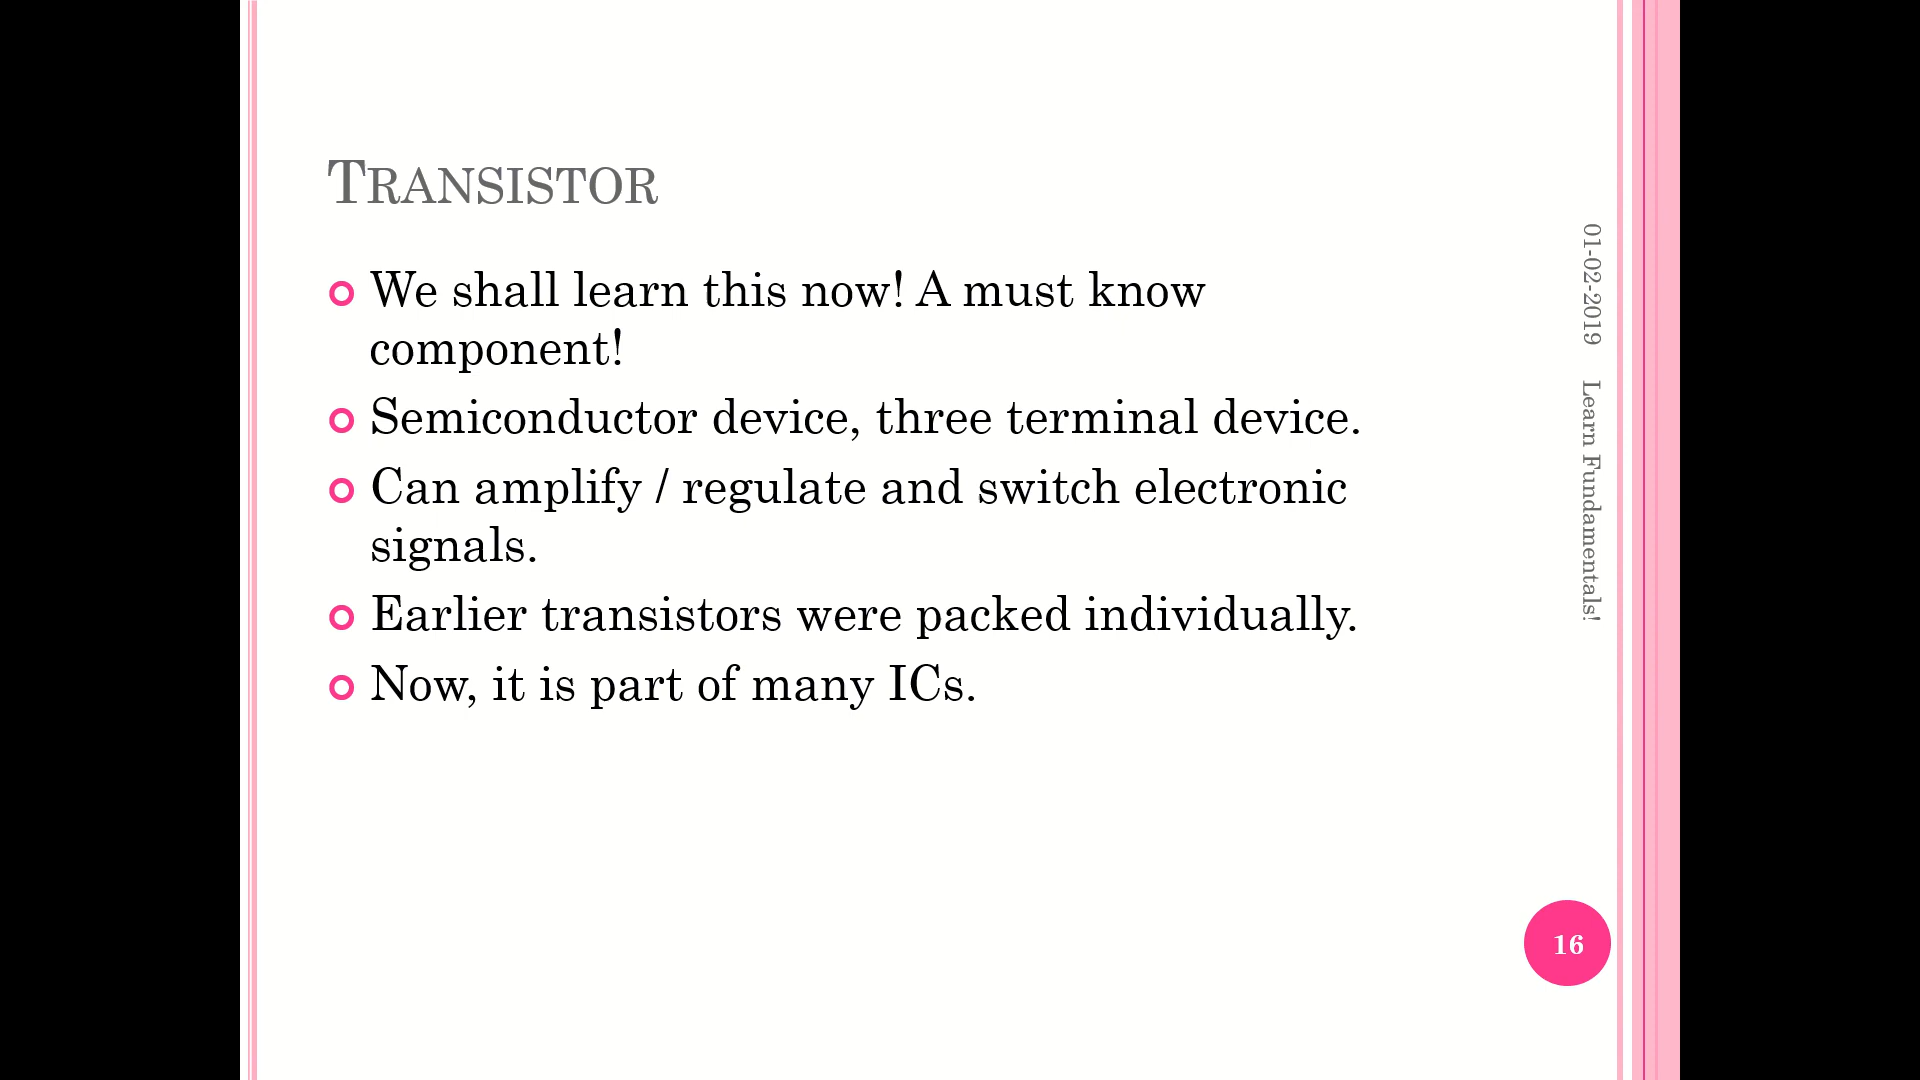 TRANSISTOR
We shall learn this now! A must know
component!
Semiconductor device, three terminal device.
Can amplify / regulate and switch electronic
signals.
Earlier transistors were packed individually.
Now, it is part of many ICs.
01-02-2019 Learn Fundamentals!
16